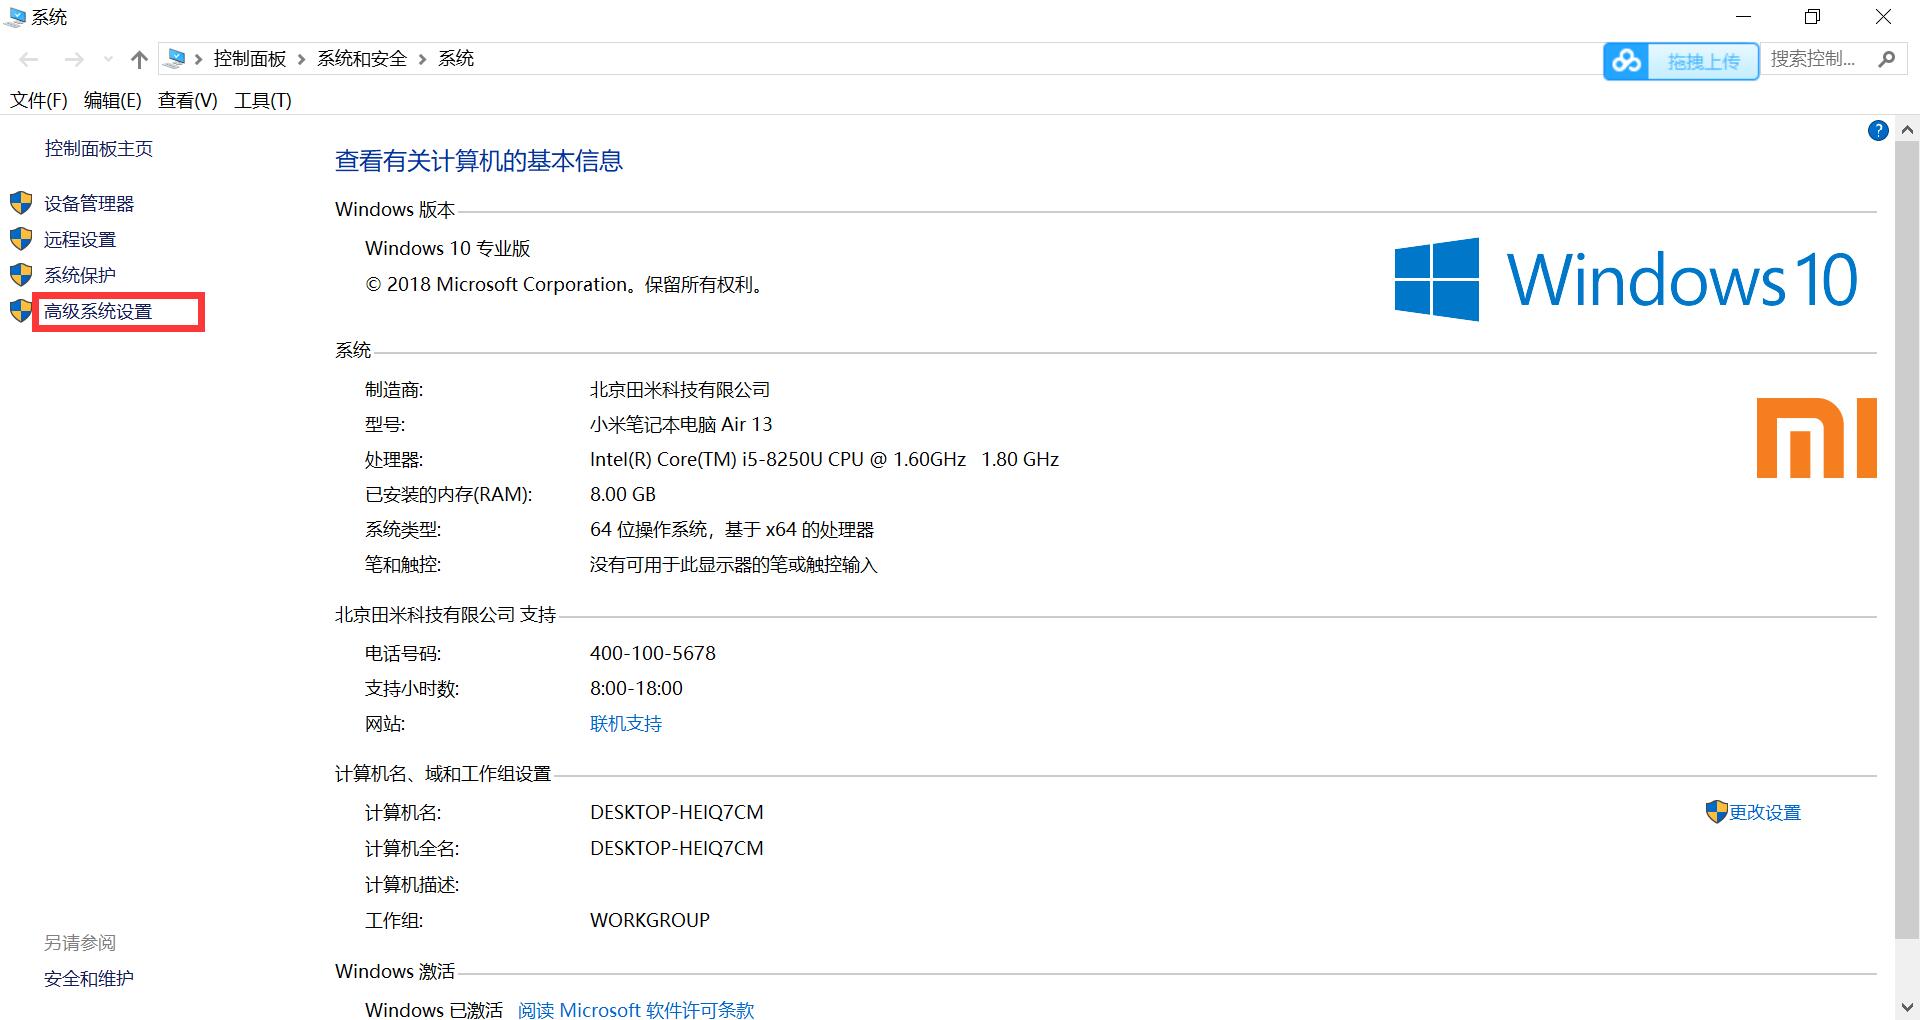 系统
控制面板 系统和安全 系统
拖拽上传
搜索控制...
文件(F) 编辑(E) 查看(V) 工具(T)
控制面板主页
设备管理器
远程设置
系统保护
高级系统设置
另请参阅
安全和维护
查看有关计算机的基本信息
Windows 版本
Windows 10 专业版
© 2018 Microsoft Corporation。保留所有权利。
Windows 10
系统
制造商: 北京田米科技有限公司
型号: 小米笔记本电脑 Air 13
处理器: Intel(R) Core(TM) i5-8250U CPU @ 1.60GHz 1.80 GHz
已安装的内存(RAM): 8.00 GB
系统类型: 64 位操作系统，基于 x64 的处理器
笔和触控: 没有可用于此显示器的笔或触控输入
MI
北京田米科技有限公司 支持
电话号码: 400-100-5678
支持小时数: 8:00-18:00
网站: 联机支持
计算机名、域和工作组设置
计算机名: DESKTOP-HEIQ7CM 更改设置
计算机全名: DESKTOP-HEIQ7CM
计算机描述:
工作组: WORKGROUP
Windows 激活
Windows 已激活 阅读 Microsoft 软件许可条款